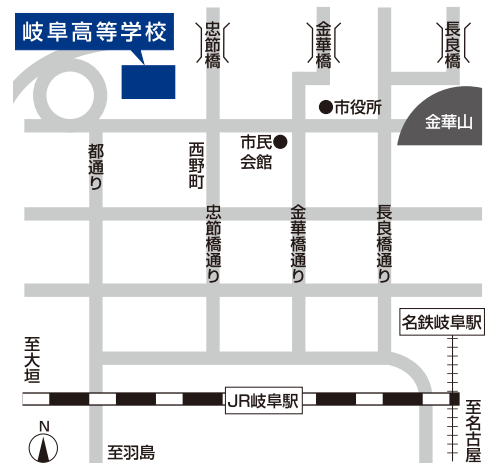 岐阜高等学校
忠節橋
金華橋
長良橋
●市役所
金華山
市民●
会館
都通り
西野町
忠節橋通り
金華橋通り
長良橋通り
名鉄岐阜駅
至大垣
JR岐阜駅
至名古屋
N
至羽島